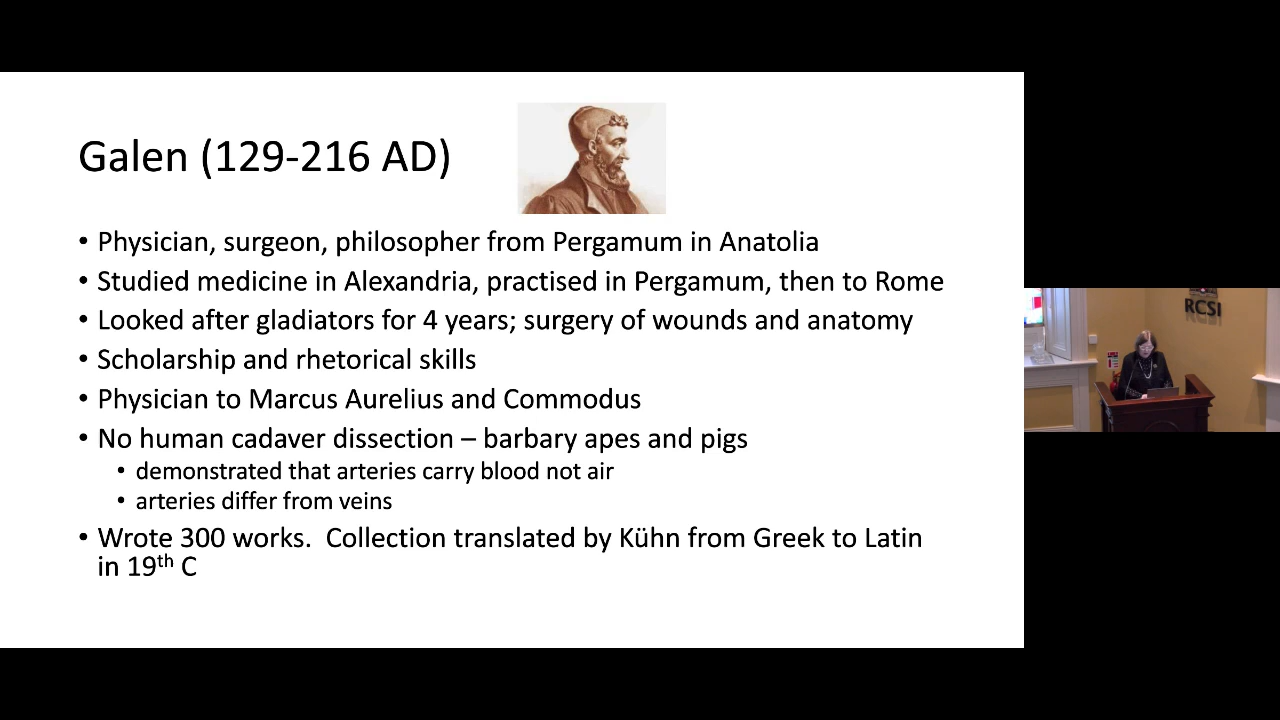 Galen (129-216 AD)
• Physician, surgeon, philosopher from Pergamum in Anatolia
• Studied medicine in Alexandria, practised in Pergamum, then to Rome
• Looked after gladiators for 4 years; surgery of wounds and anatomy
• Scholarship and rhetorical skills
• Physician to Marcus Aurelius and Commodus
• No human cadaver dissection – barbary apes and pigs
• demonstrated that arteries carry blood not air
• arteries differ from veins
• Wrote 300 works.  Collection translated by Kühn from Greek to Latin
in 19th C
RCSI